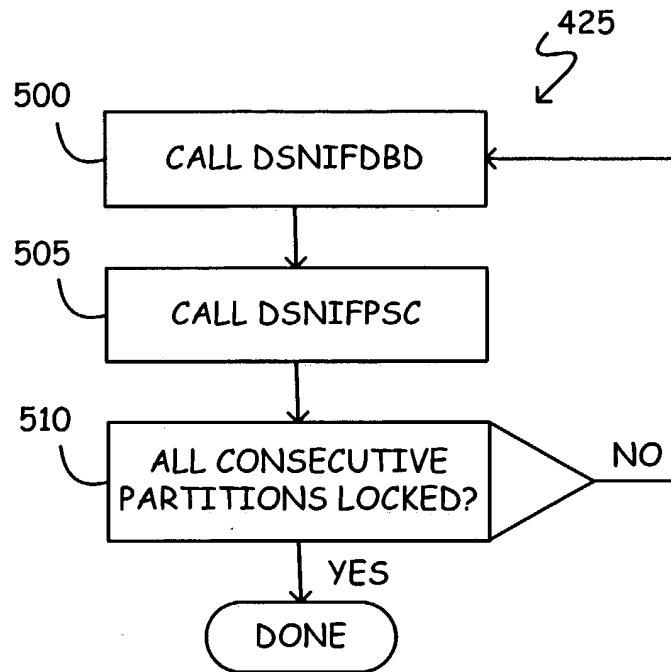 425
500
CALL DSNIFDBD
505
CALL DSNIFPSC
510
ALL CONSECUTIVE
PARTITIONS LOCKED?
NO
YES
DONE